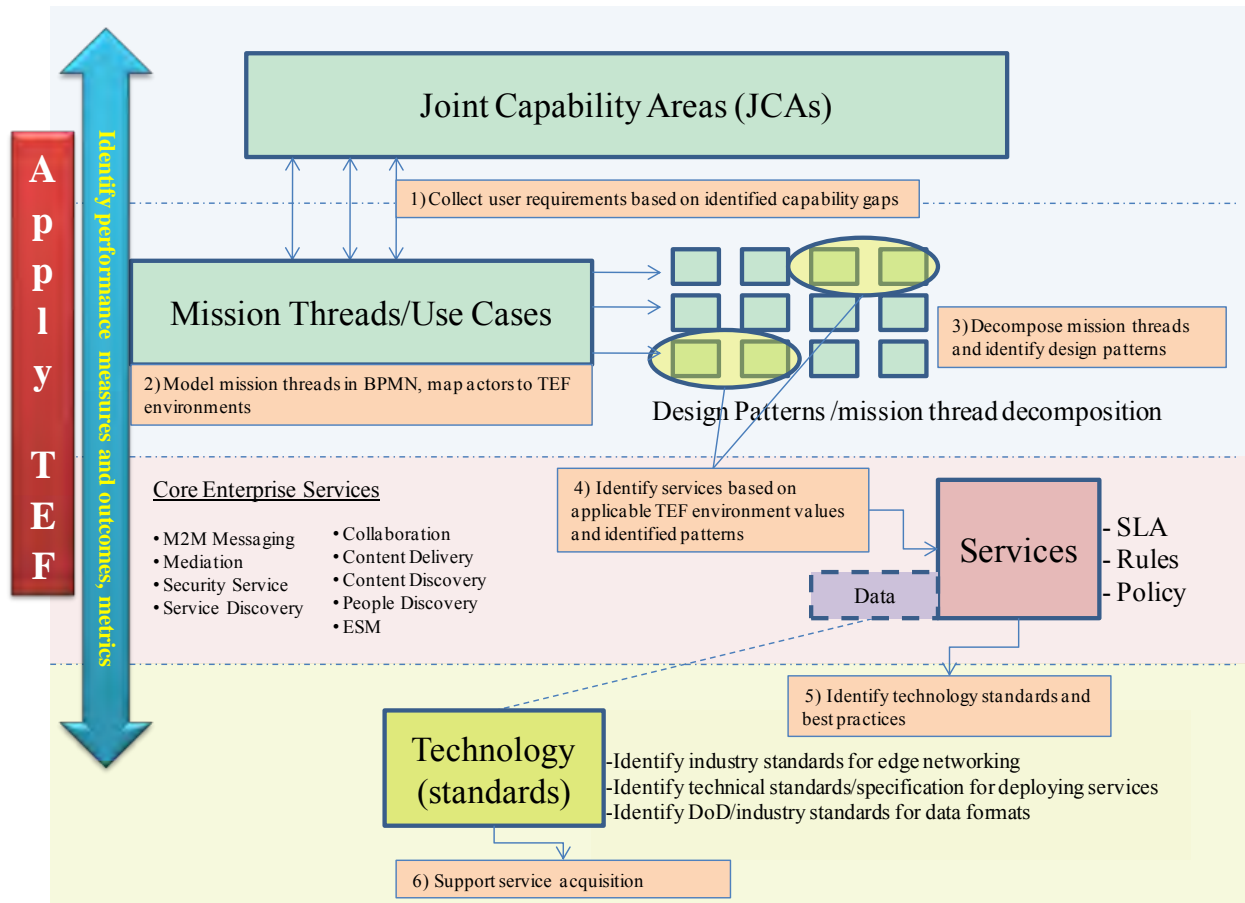 Apply TEF
Identify performance measures and outcomes, metrics
Joint Capability Areas (JCAs)
1) Collect user requirements based on identified capability gaps
Mission Threads/Use Cases
2) Model mission threads in BPMN, map actors to TEF
environments
3) Decompose mission threads
and identify design patterns
Design Patterns /mission thread decomposition
Core Enterprise Services
• M2M Messaging
• Mediation
• Security Service
• Service Discovery
• Collaboration
• Content Delivery
• Content Discovery
• People Discovery
• ESM
4) Identify services based on
applicable TEF environment values
and identified patterns
Services
- SLA
- Rules
- Policy
Data
5) Identify technology standards and
best practices
Technology
(standards)
-Identify industry standards for edge networking
-Identify technical standards/specification for deploying services
-Identify DoD/industry standards for data formats
6) Support service acquisition